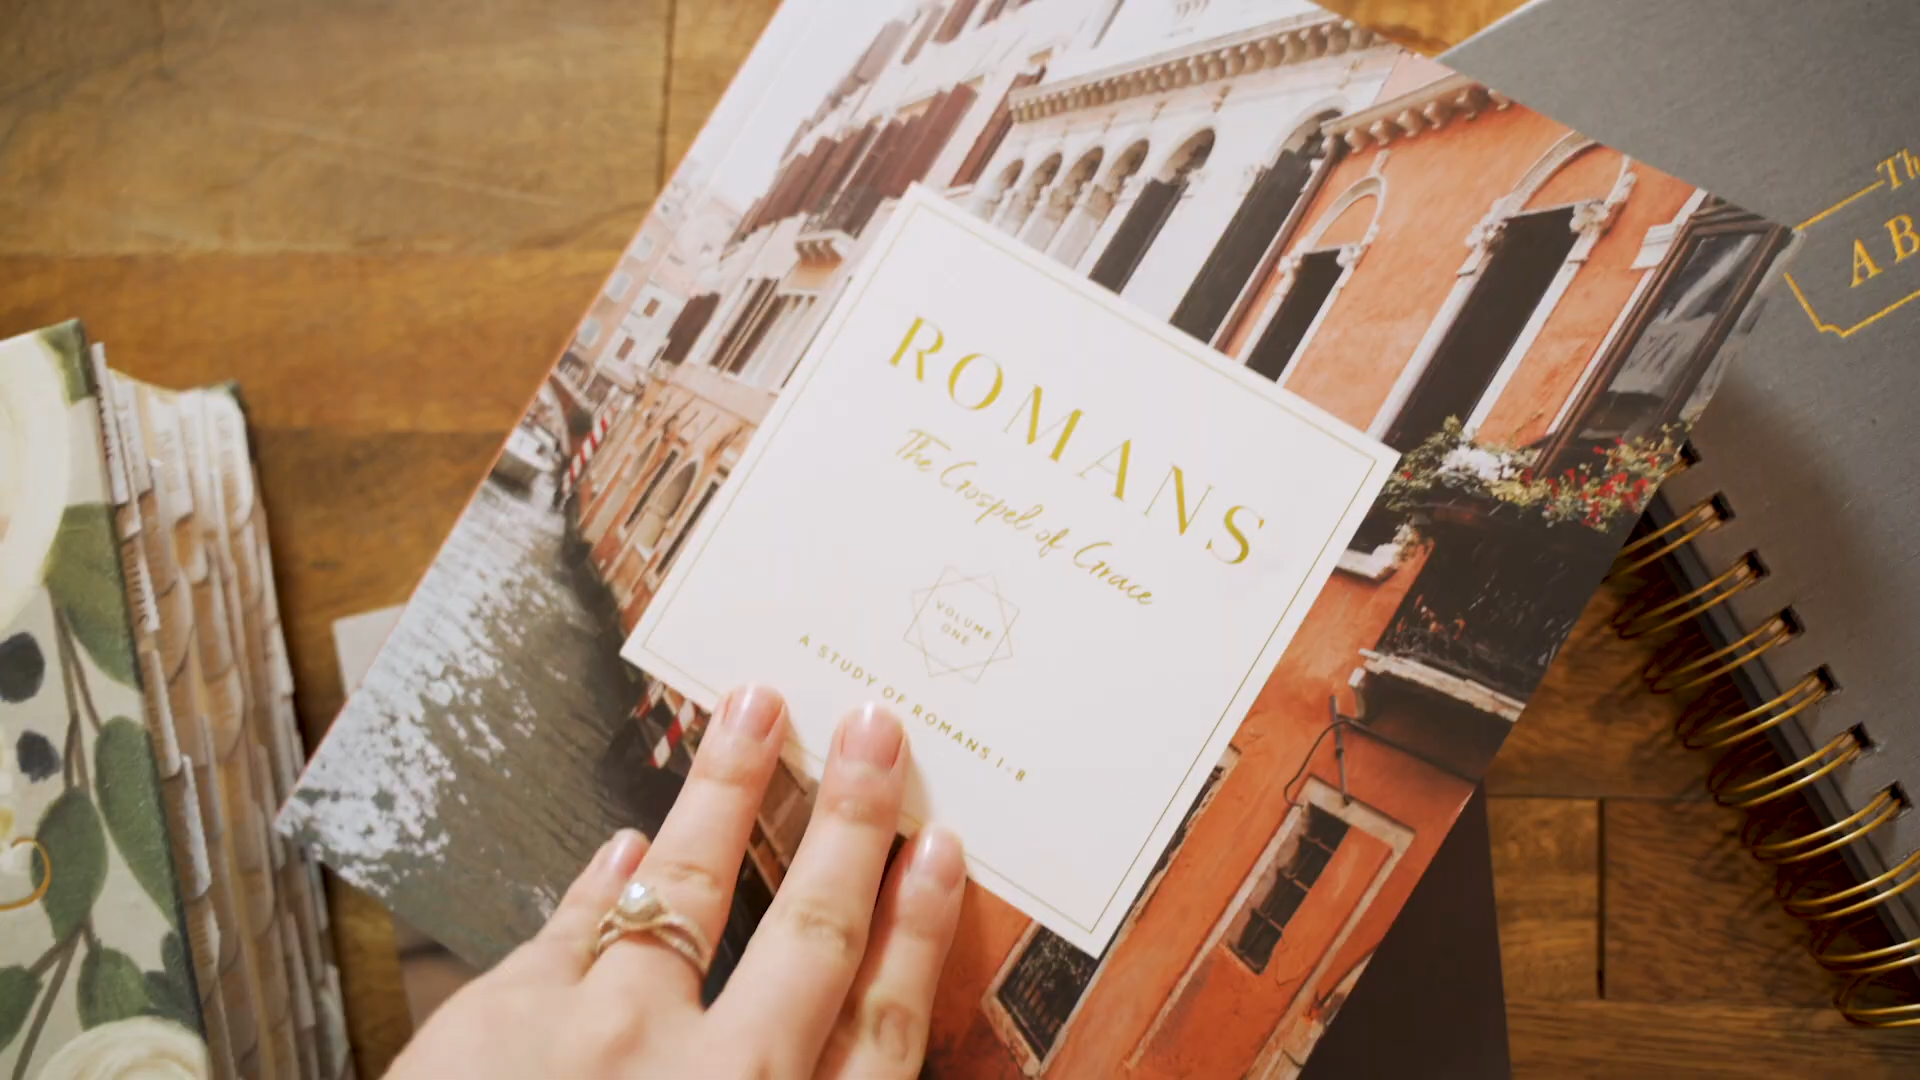 ROMANS
The Gospel of Grace
VOLUME
ONE
A STUDY OF ROMANS 1-8